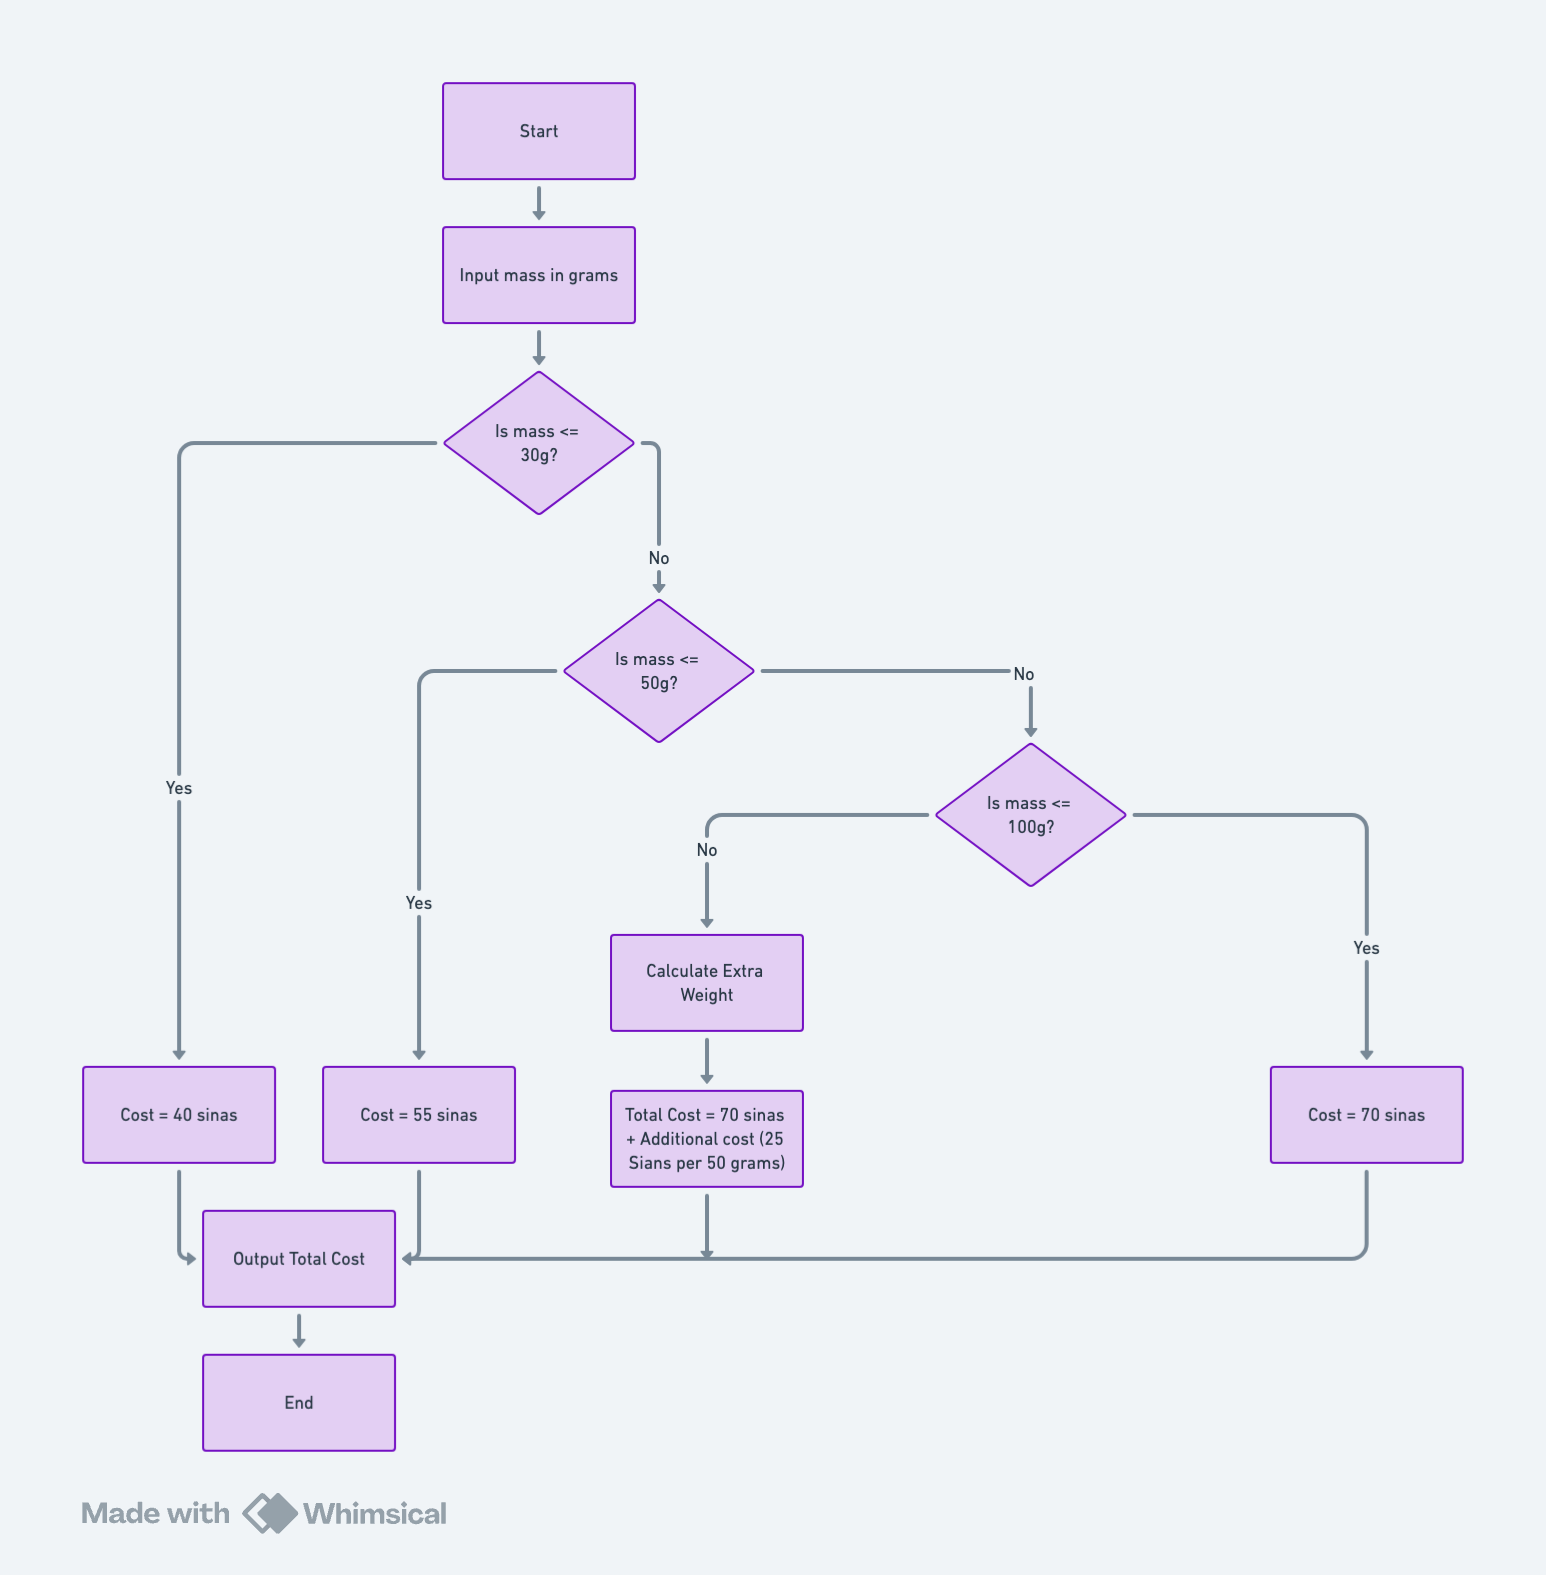 Start
Input mass in grams
Is mass <=
30g?
No
Is mass <=
50g?
No
Yes
Is mass <=
100g?
No
Yes
Yes
Calculate Extra
Weight
Cost = 40 sinas
Cost = 55 sinas
Total Cost = 70 sinas
+ Additional cost (25
Sians per 50 grams)
Cost = 70 sinas
Output Total Cost
End
Made with Whimsical